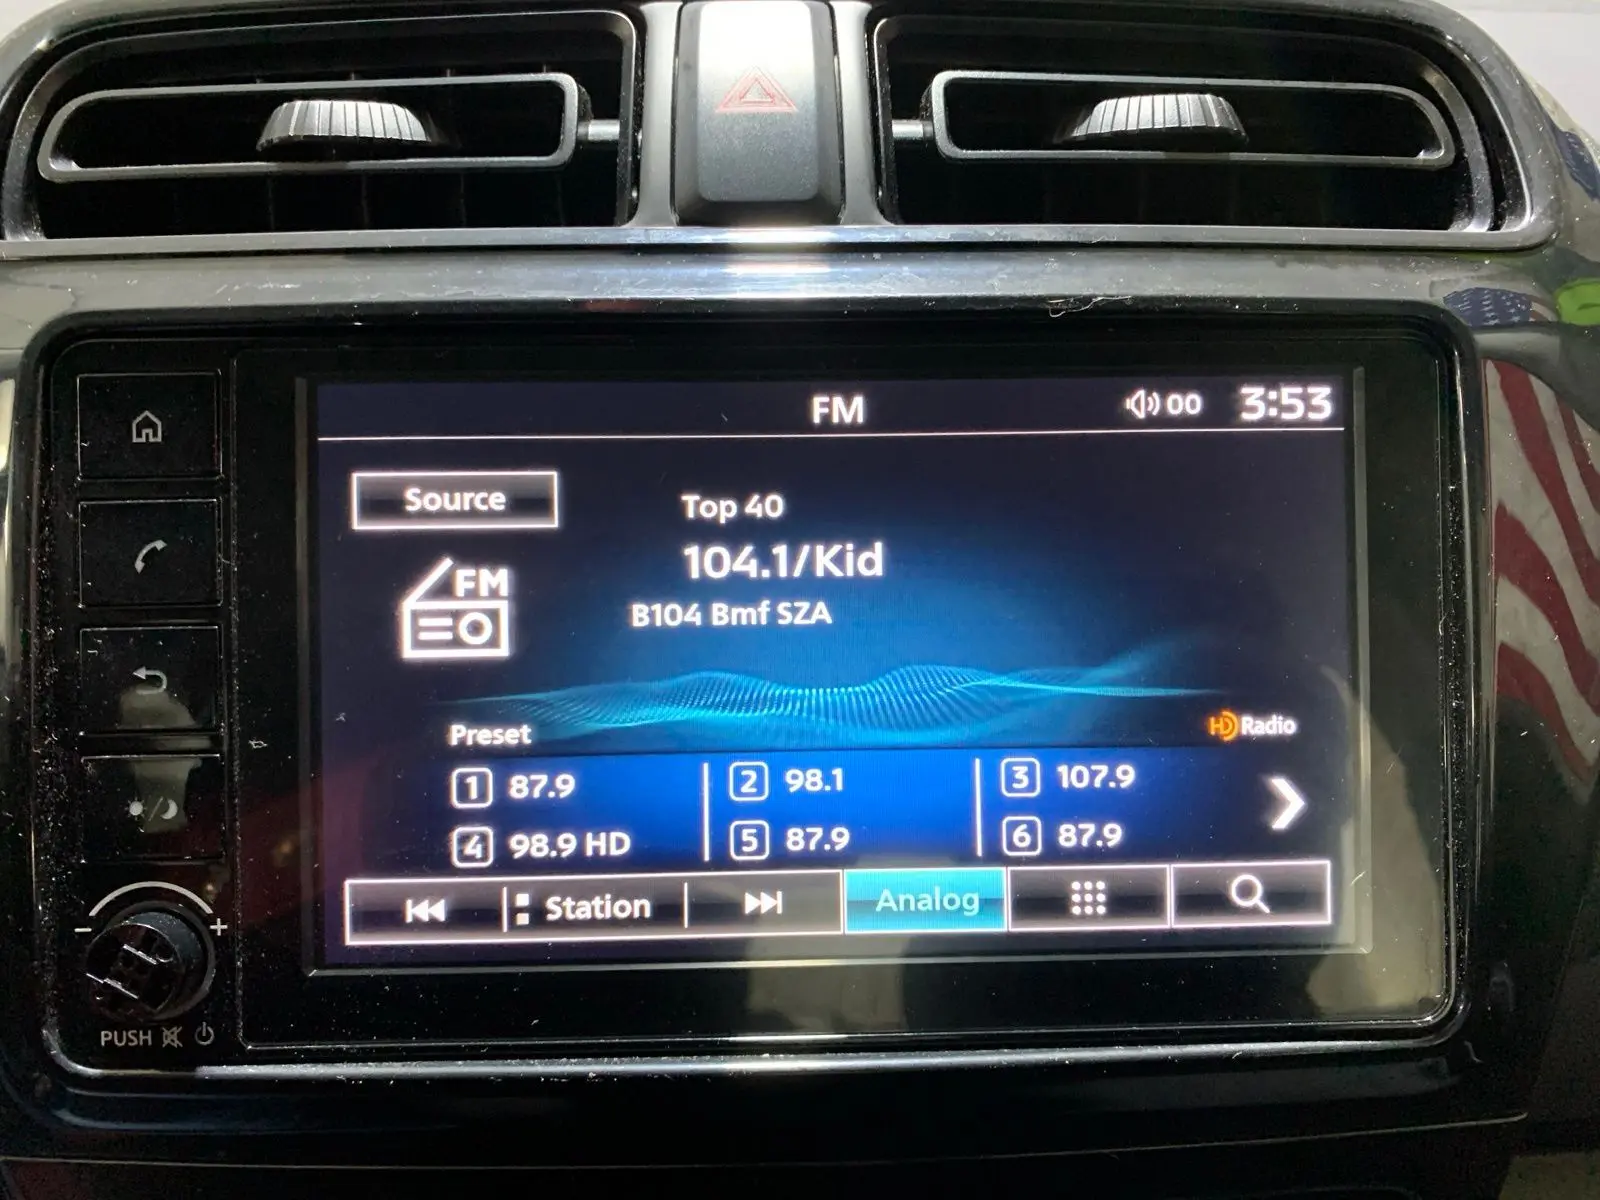 FM 00 3:53
Source
Top 40
104.1/Kid
B104 Bmf SZA
FM
Preset
HD Radio
1 87.9 2 98.1 3 107.9
4 98.9 HD 5 87.9 6 87.9
Station Analog
- +
PUSH